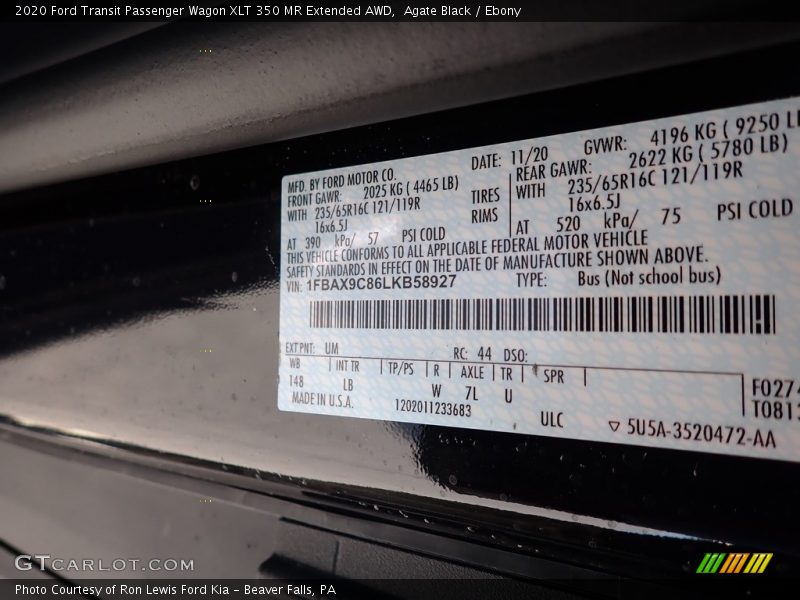 2020 Ford Transit Passenger Wagon XLT 350 MR Extended AWD, Agate Black / Ebony
MFD. BY FORD MOTOR CO. DATE: 11/20 GVWR: 4196 KG ( 9250 L
FRONT GAWR: 2025 KG ( 4465 LB) REAR GAWR: 2622 KG ( 5780 LB)
WITH 235/65R16C 121/119R TIRES WITH 235/65R16C 121/119R
16x6.5J RIMS 16x6.5J
AT 390 kPa/ 57 PSI COLD AT 520 kPa/ 75 PSI COLD
THIS VEHICLE CONFORMS TO ALL APPLICABLE FEDERAL MOTOR VEHICLE
SAFETY STANDARDS IN EFFECT ON THE DATE OF MANUFACTURE SHOWN ABOVE.
VIN: 1FBAX9C86LKB58927 TYPE: Bus (Not school bus)
EXT PNT: UM RC: 44 DSO:
WB INT TR TP/PS R AXLE TR SPR
148 LB W 7L U F0274
MADE IN U.S.A. 1202011233683 T0813
ULC ▽ 5U5A-3520472-AA
GTCARLOT.COM
Photo Courtesy of Ron Lewis Ford Kia - Beaver Falls, PA